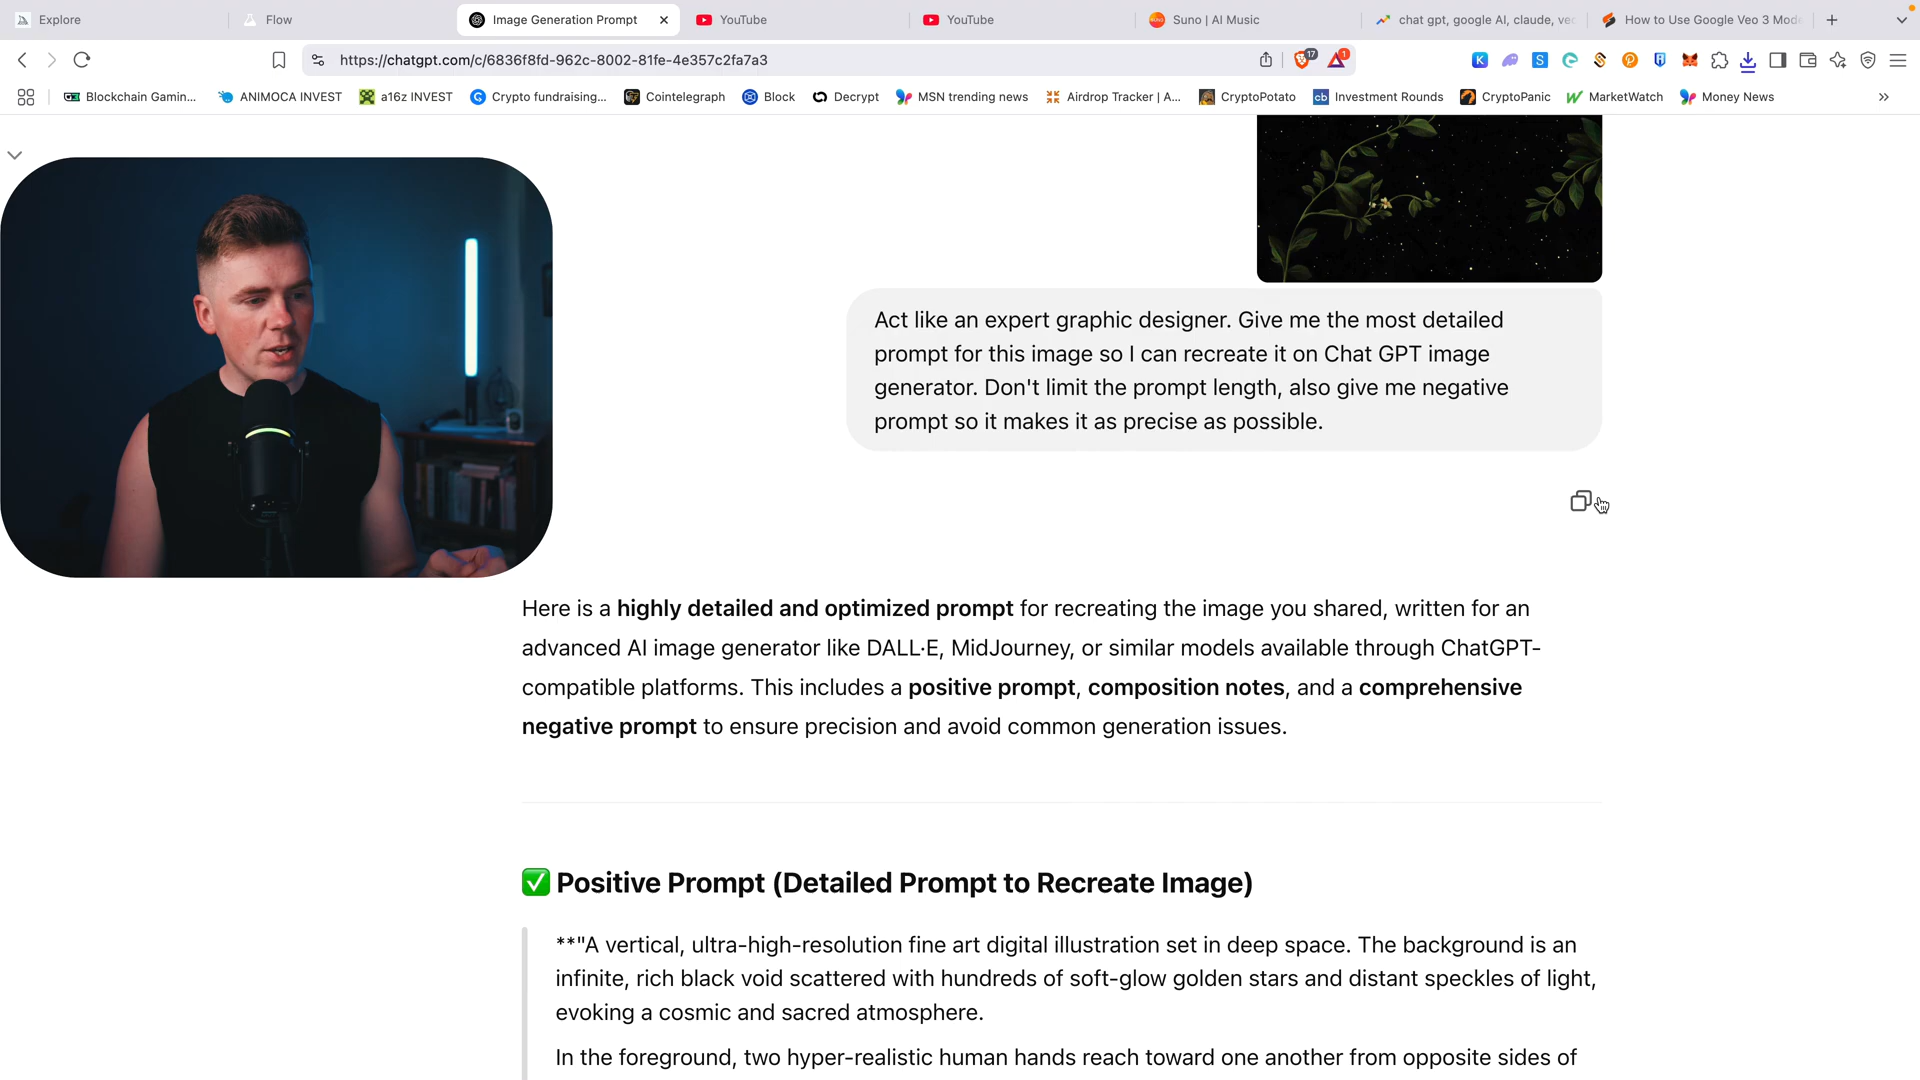 Explore
Flow
Image Generation Prompt
YouTube
YouTube
Suno | AI Music
chat gpt, google AI, claude, veo
How to Use Google Veo 3 Mode
https://chatgpt.com/c/6836f8fd-962c-8002-81fe-4e357c2fa7a3
17
1
Blockchain Gamin...
ANIMOCA INVEST
a16z INVEST
Crypto fundraising...
Cointelegraph
Block
Decrypt
MSN trending news
Airdrop Tracker | A...
CryptoPotato
Investment Rounds
CryptoPanic
MarketWatch
Money News
Act like an expert graphic designer. Give me the most detailed
prompt for this image so I can recreate it on Chat GPT image
generator. Don't limit the prompt length, also give me negative
prompt so it makes it as precise as possible.
Here is a highly detailed and optimized prompt for recreating the image you shared, written for an
advanced AI image generator like DALL·E, MidJourney, or similar models available through ChatGPT-
compatible platforms. This includes a positive prompt, composition notes, and a comprehensive
negative prompt to ensure precision and avoid common generation issues.
✅ Positive Prompt (Detailed Prompt to Recreate Image)
**"A vertical, ultra-high-resolution fine art digital illustration set in deep space. The background is an
infinite, rich black void scattered with hundreds of soft-glow golden stars and distant speckles of light,
evoking a cosmic and sacred atmosphere.
In the foreground, two hyper-realistic human hands reach toward one another from opposite sides of